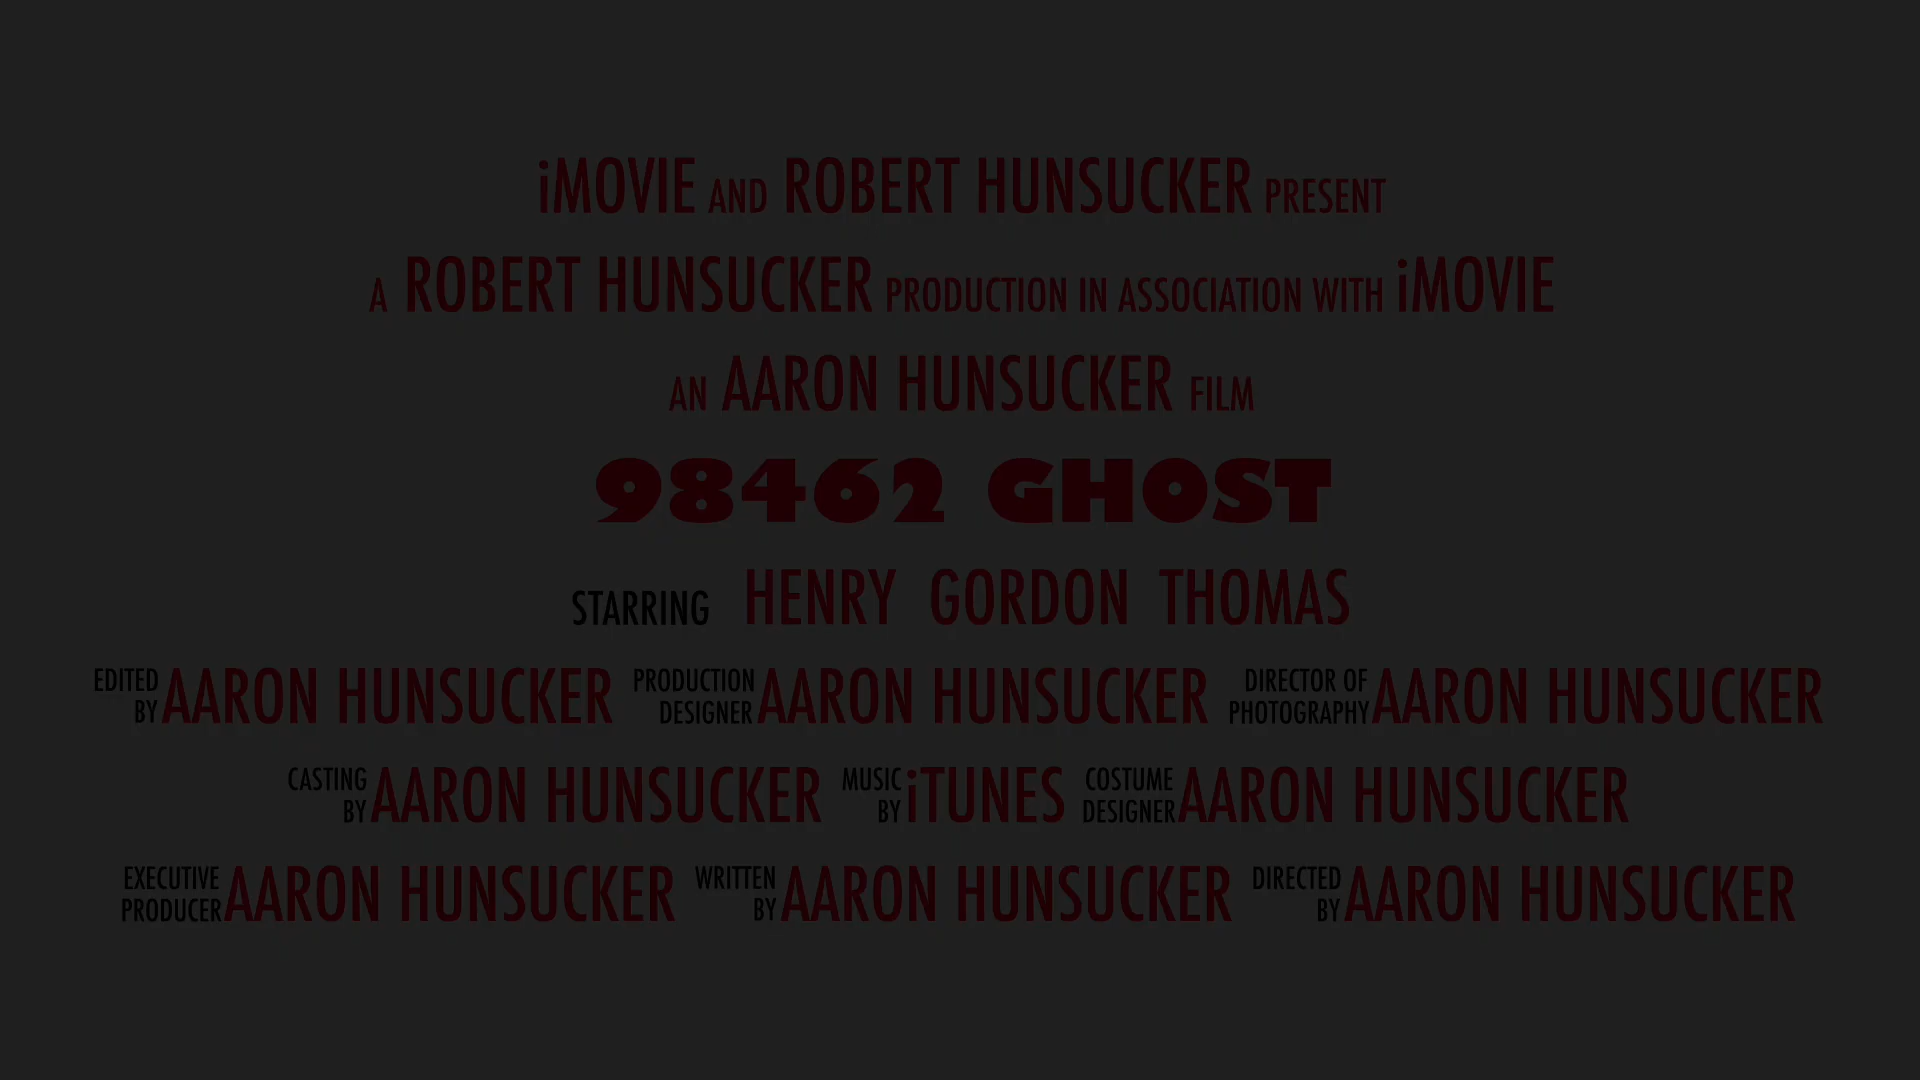 iMOVIE AND ROBERT HUNSUCKER PRESENT
A ROBERT HUNSUCKER PRODUCTION IN ASSOCIATION WITH iMOVIE
AN AARON HUNSUCKER FILM
98462 GHOST
STARRING HENRY GORDON THOMAS
EDITED BY AARON HUNSUCKER PRODUCTION DESIGNER AARON HUNSUCKER DIRECTOR OF PHOTOGRAPHY AARON HUNSUCKER
CASTING BY AARON HUNSUCKER MUSIC BY iTUNES COSTUME DESIGNER AARON HUNSUCKER
EXECUTIVE PRODUCER AARON HUNSUCKER WRITTEN BY AARON HUNSUCKER DIRECTED BY AARON HUNSUCKER